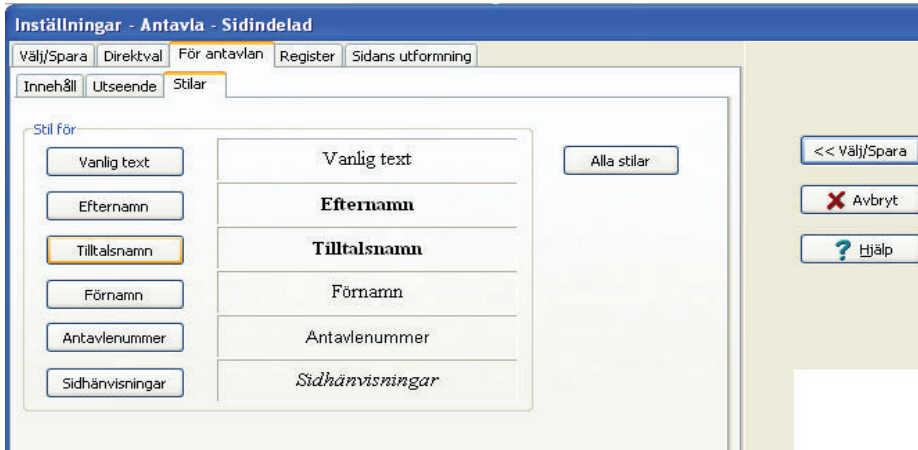 Inställningar - Antavla - Sidindelad
Välj/Spara Direktval För antavlan Register Sidans utformning
Innehåll Utseende Stilar
Stil för
Vanlig text Vanlig text Alla stilar << Välj/Spara
Efternamn Efternamn Avbryt
Tilltalsnamn Tilltalsnamn Hjälp
Förnamn Förnamn
Antavlenummer Antavlenummer
Sidhänvisningar Sidhänvisningar